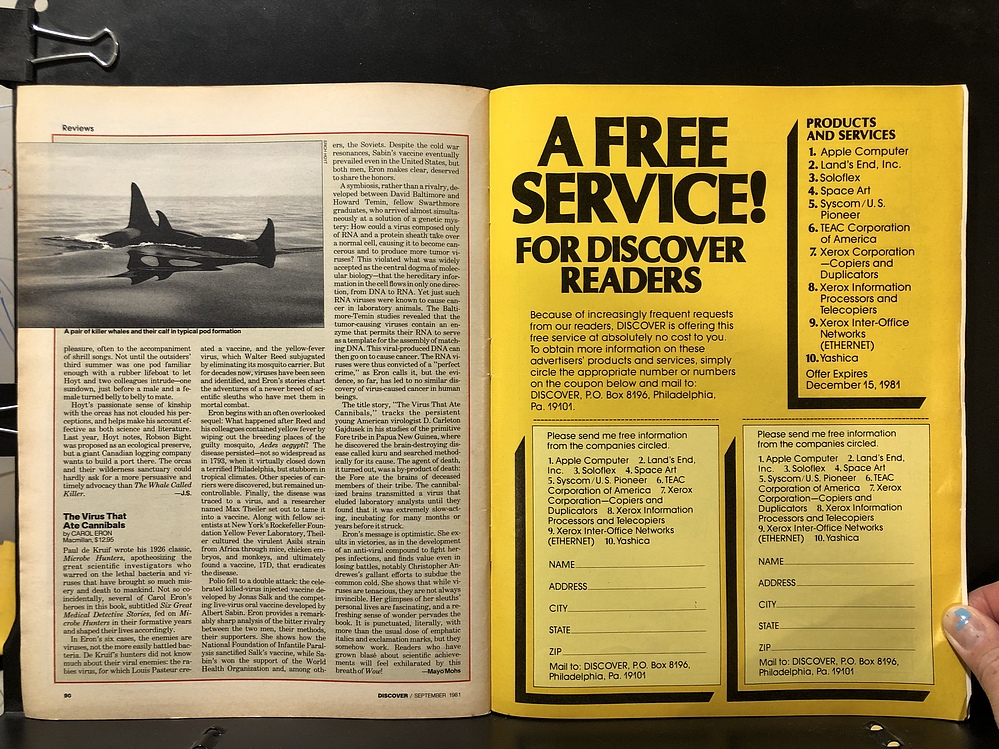 Reviews
A pair of killer whales and their calf in typical pod formation
pleasure, often to the accompaniment
of shrill songs. Not until the outsiders'
third summer was one pod familiar
enough with a rubber lifeboat to let
Hoyt and two colleagues intrude—one
sundown, just before a male and a fe-
male turned belly to belly to mate.
Hoyt's passionate sense of kinship
with the orcas has not clouded his per-
ceptions, and helps make his account ef-
fective as both science and literature.
Last year, Hoyt notes, Robson Bight
was proposed as an ecological preserve,
but a giant Canadian logging company
wants to build a port there. The orcas
and their wilderness sanctuary could
hardly ask for a more persuasive and
timely advocacy than The Whale Called
Killer. —J.S.
The Virus That
Ate Cannibals
by CAROL ERON
Macmillan, $12.95
Paul de Kruif wrote his 1926 classic,
Microbe Hunters, apotheosizing the
great scientific investigators who
warred on the lethal bacteria and vi-
ruses that have brought so much mis-
ery and death to mankind. Not so co-
incidentally, several of Carol Eron's
heroes in this book, subtitled Six Great
Medical Detective Stories, fed on Mi-
crobe Hunters in their formative years
and shaped their lives accordingly.
In Eron's six cases, the enemies are
viruses, not the more easily battled bac-
teria. De Kruif's hunters did not know
much about their viral enemies: the ra-
bies virus, for which Louis Pasteur cre-
ated a vaccine, and the yellow-fever
virus, which Walter Reed subjugated
by eliminating its mosquito carrier. But
for decades now, viruses have been seen
and identified, and Eron's stories chart
the adventures of a newer breed of sci-
entific sleuths who have met them in
mortal combat.
Eron begins with an often overlooked
sequel: What happened after Reed and
his colleagues contained yellow fever by
wiping out the breeding places of the
guilty mosquito, Aedes aegypti? The
disease persisted—not so widespread as
in 1793, when it virtually closed down
a terrified Philadelphia, but stubborn in
tropical climates. Other species of car-
riers were discovered, but remained un-
controllable. Finally, the disease was
traced to a virus, and a researcher
named Max Theiler set out to tame it
into a vaccine. Along with fellow sci-
entists at New York's Rockefeller Foun-
dation Yellow Fever Laboratory, Theil-
er cultured the virulent Asibi strain
from Africa through mice, chicken em-
bryos, and monkeys, and ultimately
found a vaccine, 17D, that eradicates
the disease.
Polio fell to a double attack: the cele-
brated killed-virus injected vaccine de-
veloped by Jonas Salk and the compet-
ing live-virus oral vaccine developed by
Albert Sabin. Eron provides a remark-
ably sharp analysis of the bitter rivalry
between the two men, their methods,
their supporters. She shows how the
National Foundation of Infantile Paral-
ysis sanctified Salk's vaccine, while Sa-
bin's won the support of the World
Health Organization and, among oth-
ers, the Soviets. Despite the cold war
resonances, Sabin's vaccine eventually
prevailed even in the United States, but
both men, Eron makes clear, deserved
to share the honors.
A symbiosis, rather than a rivalry, de-
veloped between David Baltimore and
Howard Temin, fellow Swarthmore
graduates, who arrived almost simulta-
neously at a solution of a genetic mys-
tery: How could a virus composed only
of RNA and a protein sheath take over
a normal cell, causing it to become can-
cerous and to produce more tumor vi-
ruses? This violated what was widely
accepted as the central dogma of molec-
ular biology—that the hereditary infor-
mation in the cell flows in only one direc-
tion, from DNA to RNA. Yet just such
RNA viruses were known to cause can-
cer in laboratory animals. The Balti-
more-Temin studies revealed that the
tumor-causing viruses contain an en-
zyme that permits their RNA to serve
as a template for the assembly of match-
ing DNA. This viral-produced DNA can
then go on to cause cancer. The RNA vi-
ruses were thus convicted of a "perfect
crime," as Eron calls it, but the evi-
dence, so far, has led to no similar dis-
covery of virus-caused cancer in human
beings.
The title story, "The Virus That Ate
Cannibals," tracks the persistent
young American virologist D. Carleton
Gajdusek in his studies of the primitive
Fore tribe in Papua New Guinea, where
he discovered the brain-destroying dis-
ease called kuru and searched method-
ically for its cause. The agent of death,
it turned out, was a by-product of death:
the Fore ate the brains of deceased
members of their tribe. The cannibal-
ized brains transmitted a virus that
eluded laboratory analysts until they
found that it was extremely slow-act-
ing, incubating for many months or
years before it struck.
Eron's message is optimistic. She ex-
ults in victories, as in the development
of an anti-viral compound to fight her-
pes infections, and finds value even in
losing battles, notably Christopher An-
drewes's gallant efforts to subdue the
common cold. She shows that while vi-
ruses are tenacious, they are not always
invincible. Her glimpses of her sleuths'
personal lives are fascinating, and a re-
freshing sense of wonder pervades the
book. It is punctuated, literally, with
more than the usual dose of emphatic
italics and exclamation marks, but they
somehow work. Readers who have
grown blasé about scientific achieve-
ments will feel exhilarated by this
breath of Wow! —Mayo Mohs
90
DISCOVER / SEPTEMBER 1981
A FREE
SERVICE!
FOR DISCOVER
READERS
Because of increasingly frequent requests
from our readers, DISCOVER is offering this
free service at absolutely no cost to you.
To obtain more information on these
advertisers' products and services, simply
circle the appropriate number or numbers
on the coupon below and mail to:
DISCOVER, P.O. Box 8196, Philadelphia,
Pa. 19101.
PRODUCTS
AND SERVICES
1. Apple Computer
2. Land's End, Inc.
3. Soloflex
4. Space Art
5. Syscom/U.S.
Pioneer
6. TEAC Corporation
of America
7. Xerox Corporation
—Copiers and
Duplicators
8. Xerox Information
Processors and
Telecopiers
9. Xerox Inter-Office
Networks
(ETHERNET)
10. Yashica
Offer Expires
December 15, 1981
Please send me free information
from the companies circled.
1. Apple Computer 2. Land's End,
Inc. 3. Soloflex 4. Space Art
5. Syscom/U.S. Pioneer 6. TEAC
Corporation of America 7. Xerox
Corporation—Copiers and
Duplicators 8. Xerox Information
Processors and Telecopiers
9. Xerox Inter-Office Networks
(ETHERNET) 10. Yashica
NAME
ADDRESS
CITY
STATE
ZIP
Mail to: DISCOVER, P.O. Box 8196,
Philadelphia, Pa. 19101
Please send me free information
from the companies circled.
1. Apple Computer 2. Land's End,
Inc. 3. Soloflex 4. Space Art
5. Syscom/U.S. Pioneer 6. TEAC
Corporation of America 7. Xerox
Corporation—Copiers and
Duplicators 8. Xerox Information
Processors and Telecopiers
9. Xerox Inter-Office Networks
(ETHERNET) 10. Yashica
NAME
ADDRESS
CITY
STATE
ZIP
Mail to: DISCOVER, P.O. Box 8196,
Philadelphia, Pa. 19101